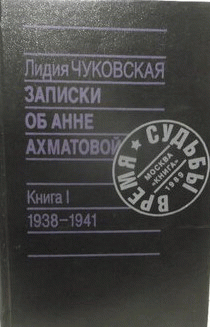 Лидия ЧУКОВСКАЯ
ЗАПИСКИ
ОБ АННЕ
АХМАТОВОЙ
Книга I
1938–1941
ВРЕМЯ ★ СУДЬБЫ
МОСКВА
«КНИГА»
1989